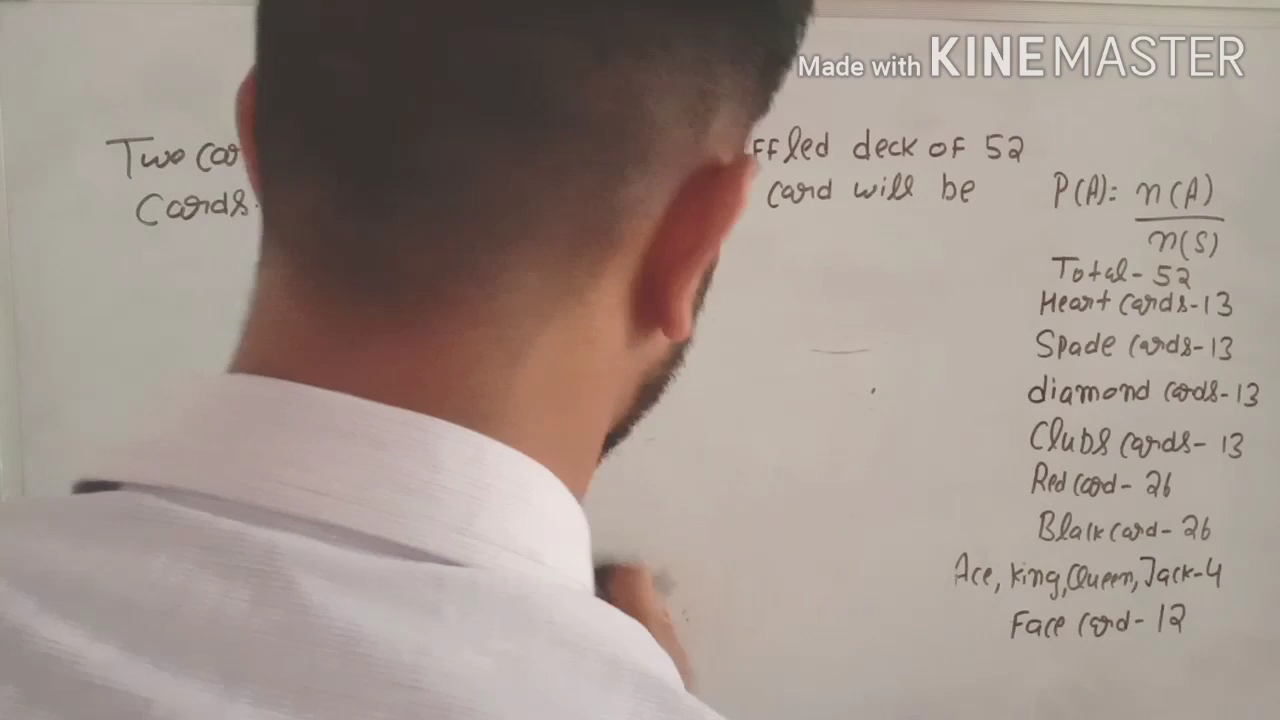 Made with KINEMASTER
Two car ffled deck of 52
Cards. card will be
P(A): n(A)
n(S)
Total- 52
Heart cards-13
Spade cards-13
diamond cards-13
Clubs cards- 13
Red card- 26
Black card- 26
Ace, King, Queen, Jack-4
Face card- 12